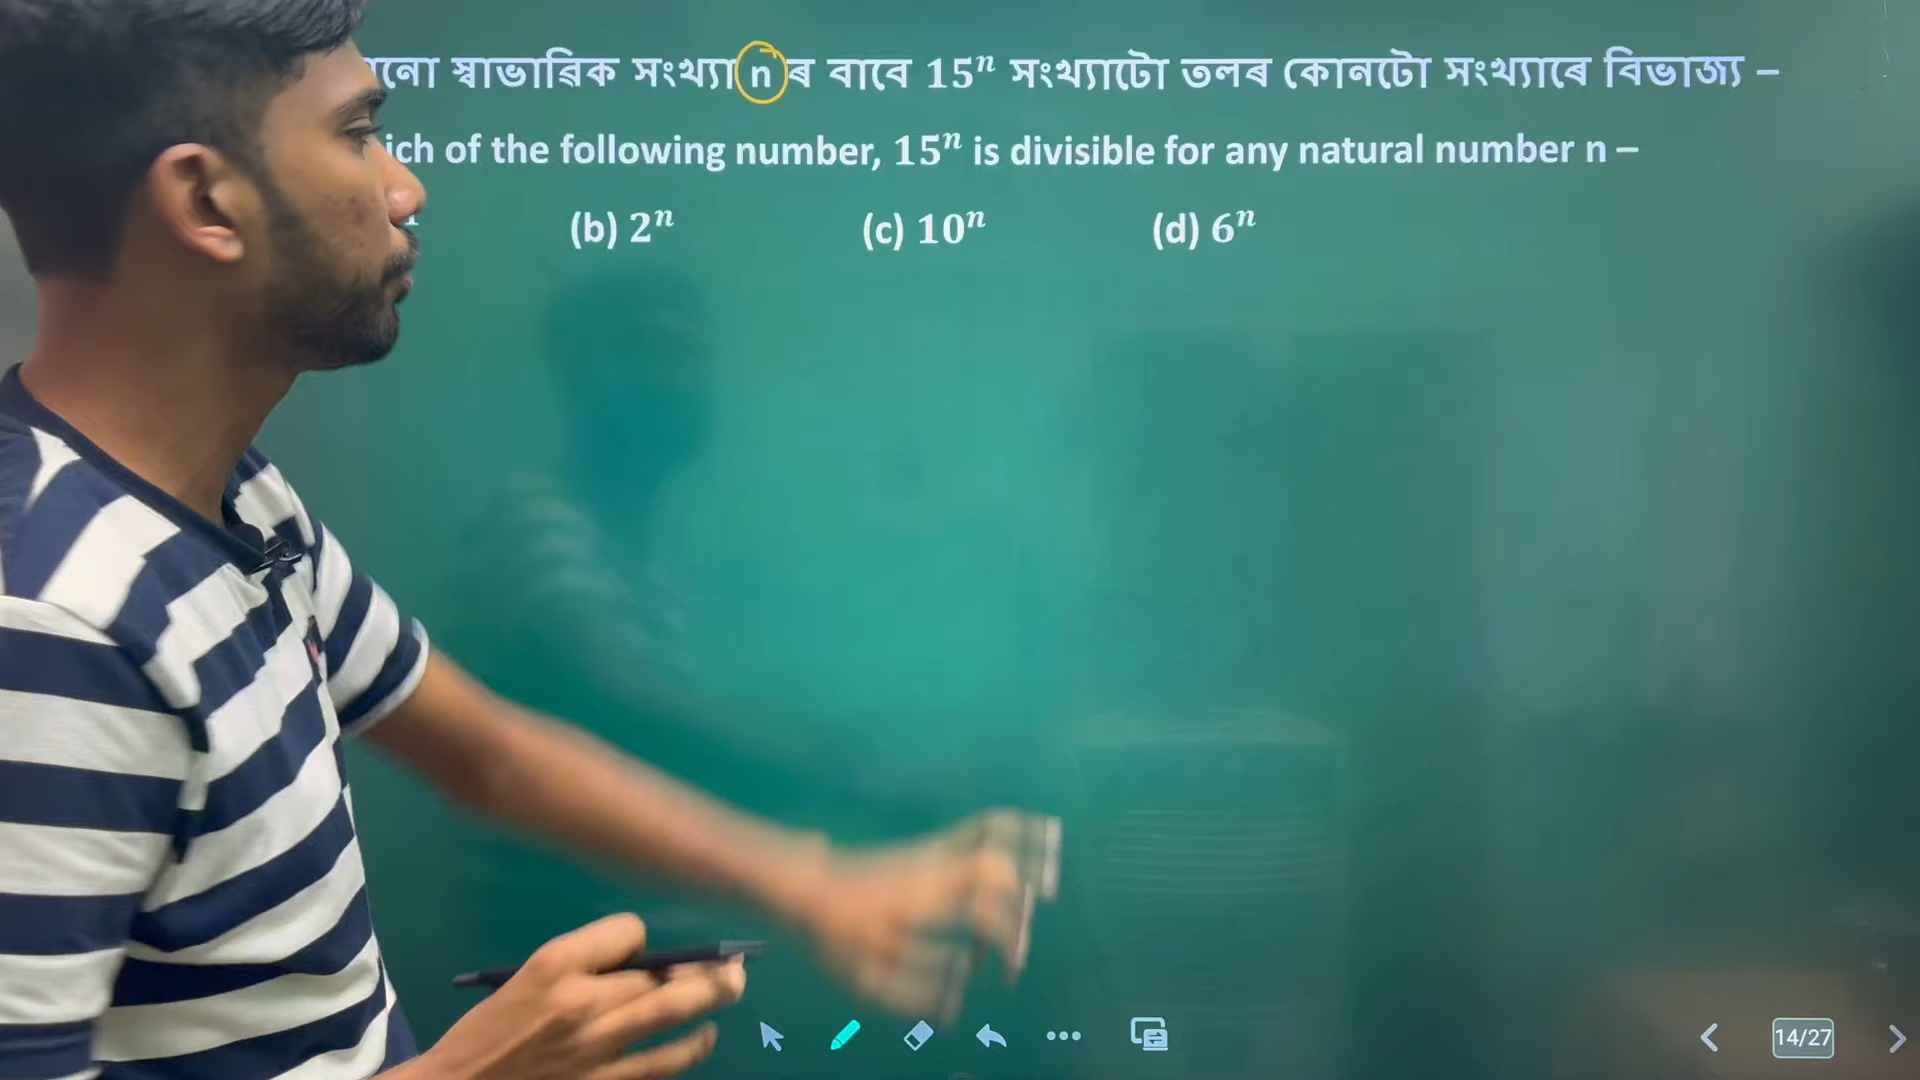 স্বাভাৱিক সংখ্যা n ৰ বাবে 15ⁿ সংখ্যাটো তলৰ কোনটো সংখ্যাৰে বিভাজ্য –
of the following number, 15ⁿ is divisible for any natural number n –
(b) 2ⁿ (c) 10ⁿ (d) 6ⁿ
14/27